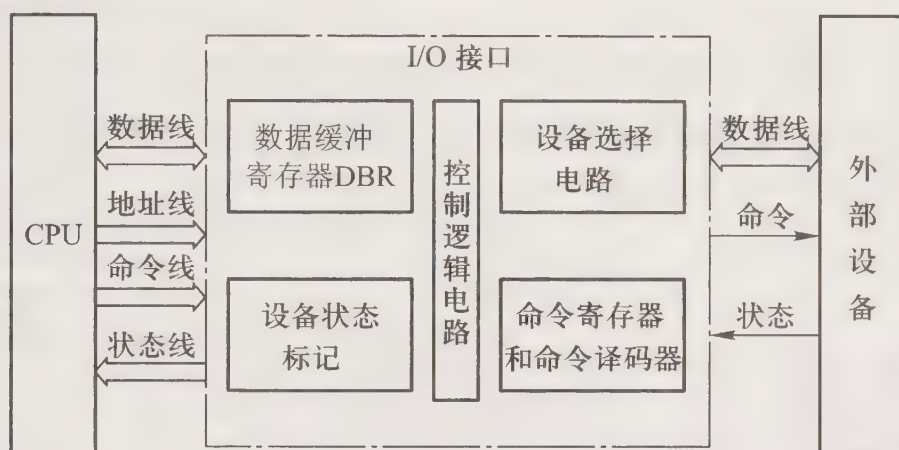 I/O 接口
CPU
数据线
地址线
命令线
状态线
数据缓冲
寄存器DBR
设备状态
标记
控制逻辑电路
设备选择
电路
命令寄存器
和命令译码器
数据线
命令
状态
外部设备